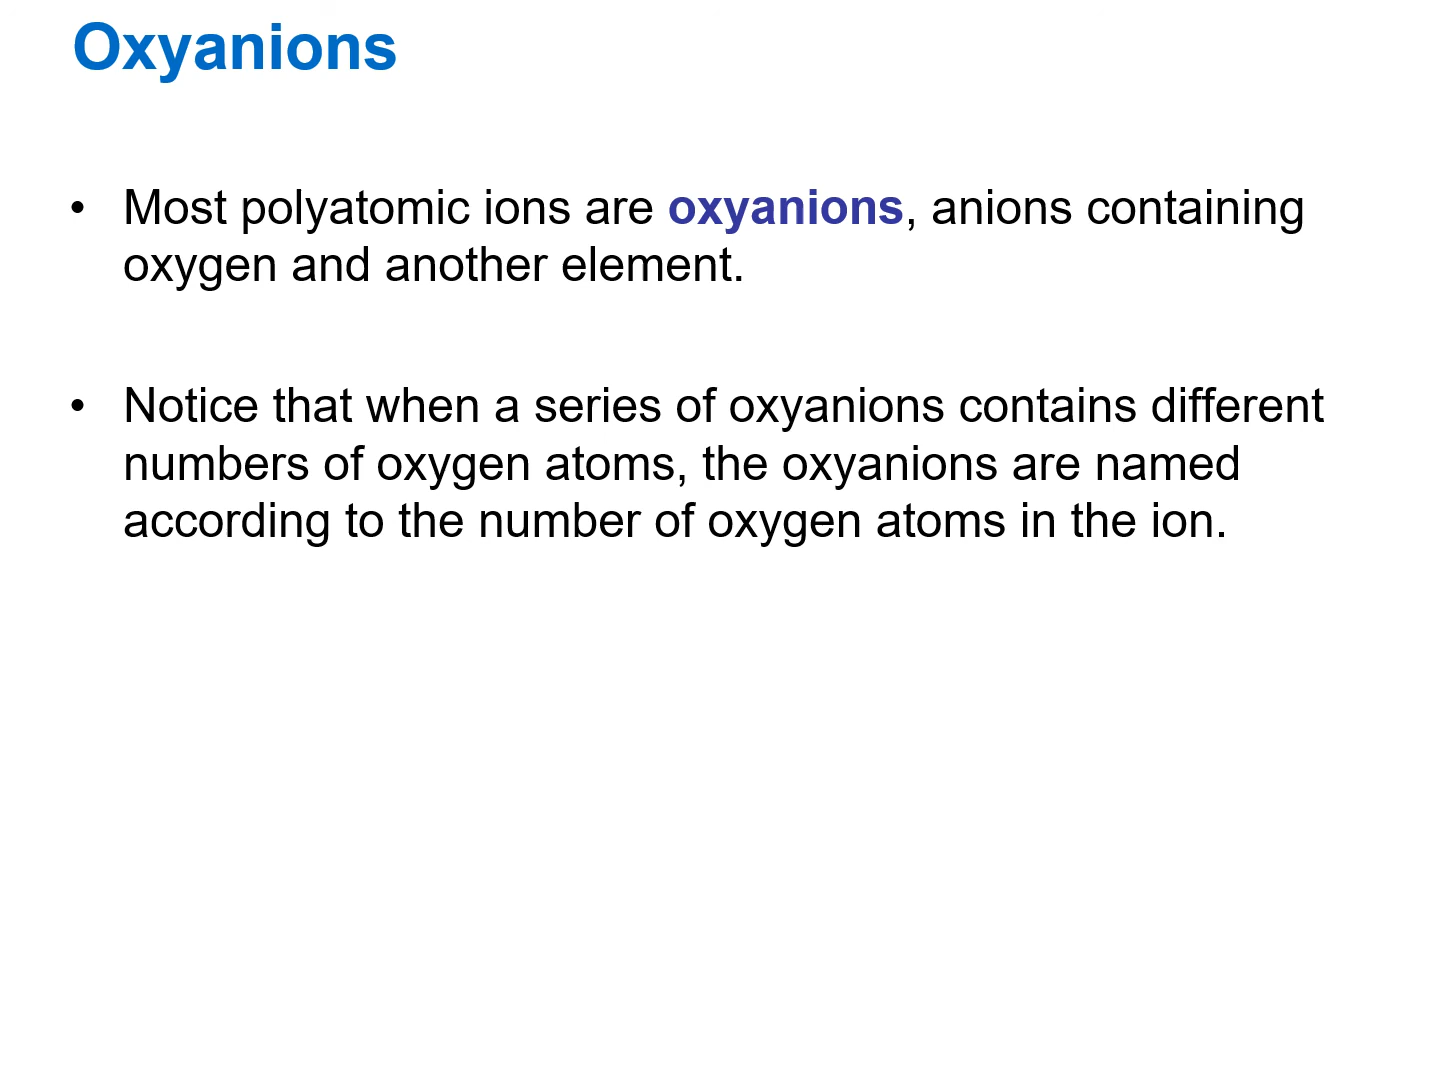 Oxyanions
• Most polyatomic ions are oxyanions, anions containing
oxygen and another element.
• Notice that when a series of oxyanions contains different
numbers of oxygen atoms, the oxyanions are named
according to the number of oxygen atoms in the ion.